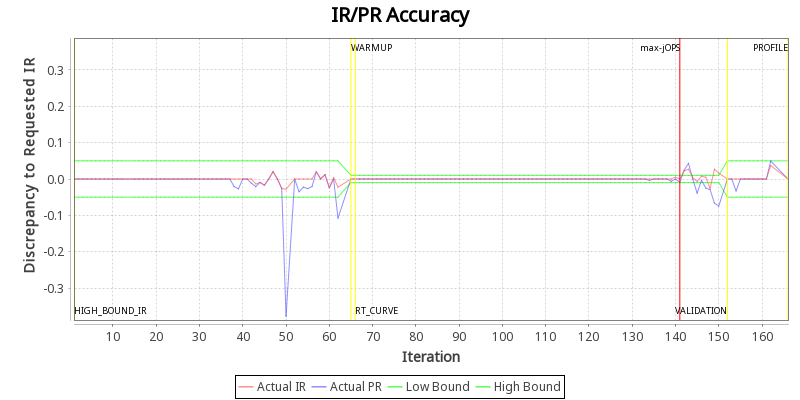 IR/PR Accuracy
Discrepancy to Requested IR
0.3
0.2
0.1
0.0
-0.1
-0.2
-0.3
WARMUP
max-jOPS
PROFILE
HIGH_BOUND_IR
RT_CURVE
VALIDATION
10 20 30 40 50 60 70 80 90 100 110 120 130 140 150 160
Iteration
Actual IR Actual PR Low Bound High Bound